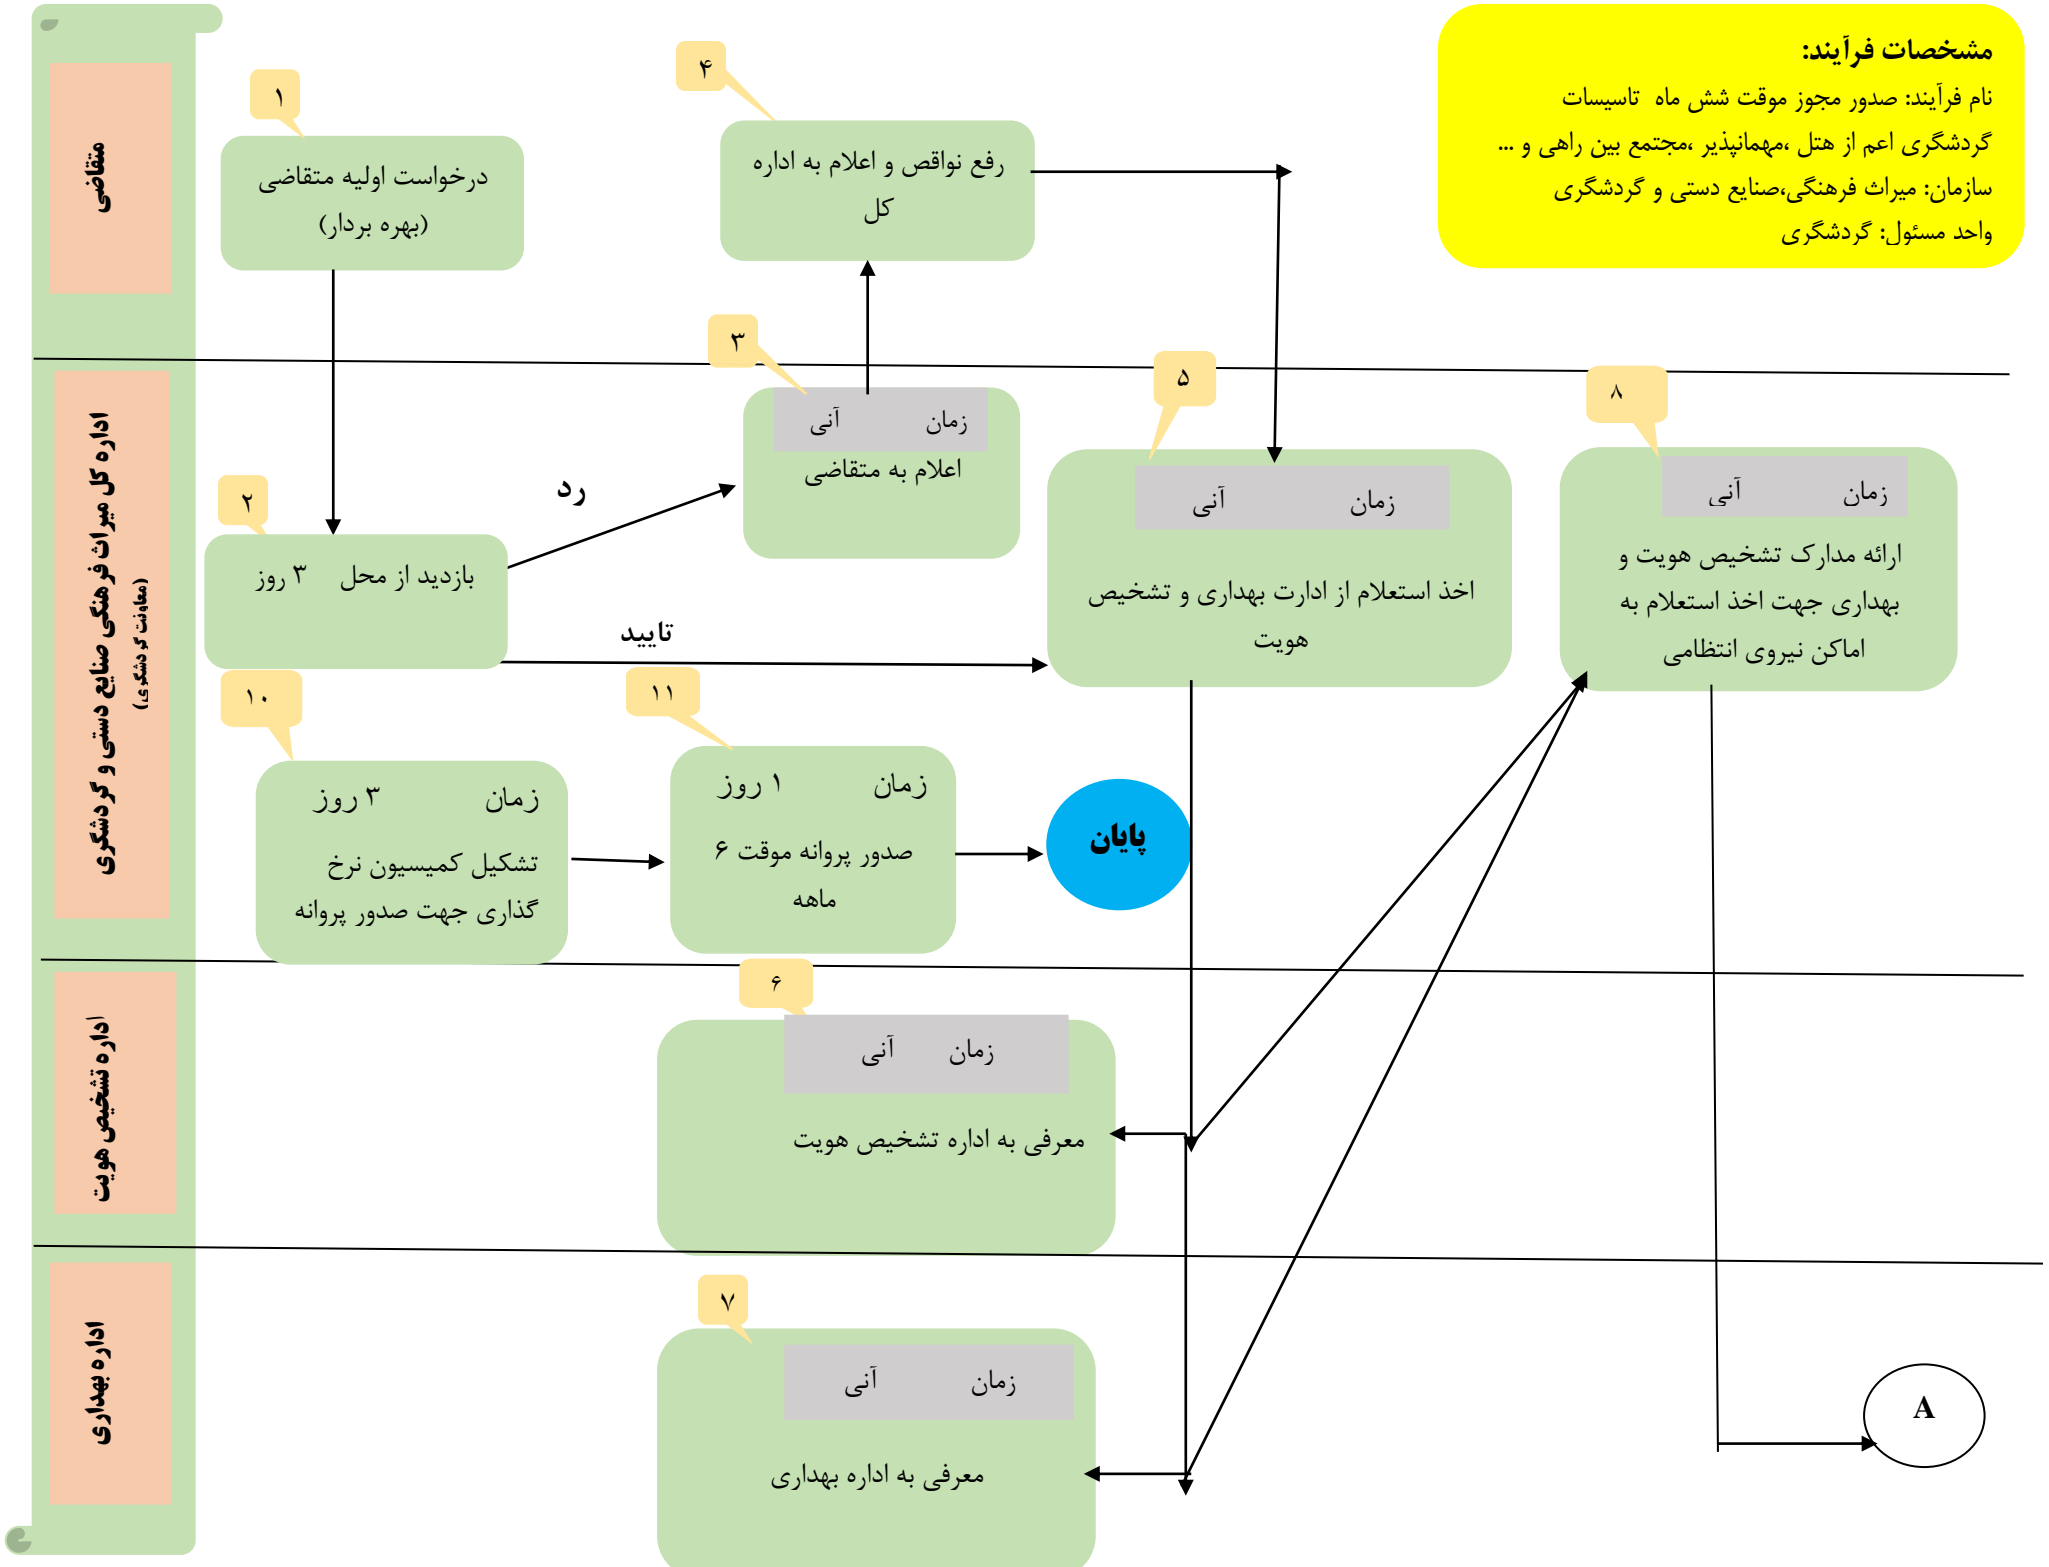 مشخصات فرآیند:
نام فرآیند: صدور مجوز موقت شش ماه تاسیسات
گردشگری اعم از هتل ،مهمانپذیر ،مجتمع بین راهی و ...
سازمان: میراث فرهنگی،صنایع دستی و گردشگری
واحد مسئول: گردشگری
متقاضی
۱
درخواست اولیه متقاضی
(بهره بردار)
۴
رفع نواقص و اعلام به اداره
کل
اداره کل میراث فرهنگی صنایع دستی و گردشگری
(معاونت گردشگری)
۲
بازدید از محل ۳ روز
رد
تایید
۳
زمان آنی
اعلام به متقاضی
۵
زمان آنی
اخذ استعلام از ادارت بهداری و تشخیص
هویت
۸
زمان آنی
ارائه مدارک تشخیص هویت و
بهداری جهت اخذ استعلام به
اماکن نیروی انتظامی
۱۰
زمان ۳ روز
تشکیل کمیسیون نرخ
گذاری جهت صدور پروانه
۱۱
زمان ۱ روز
صدور پروانه موقت ۶
ماهه
پایان
اداره تشخیص هویت
۶
زمان آنی
معرفی به اداره تشخیص هویت
اداره بهداری
۷
زمان آنی
معرفی به اداره بهداری
A